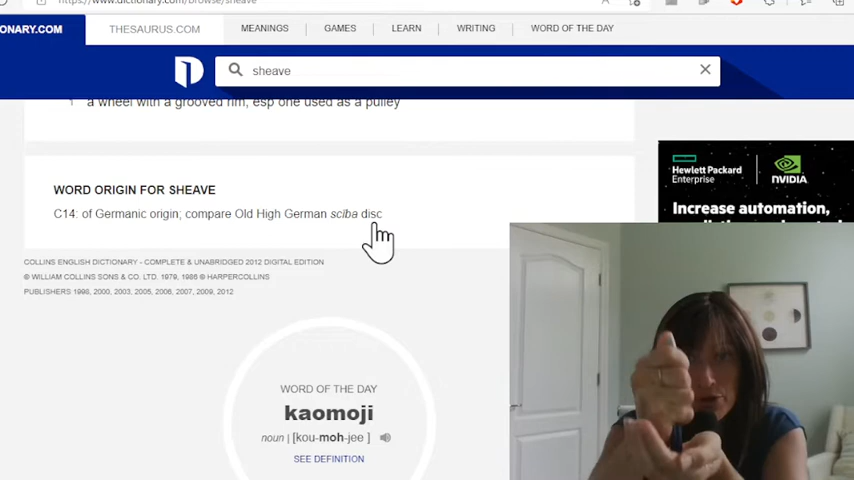 https://www.dictionary.com/browse/sheave
ONARY.COM
THESAURUS.COM
MEANINGS
GAMES
LEARN
WRITING
WORD OF THE DAY
sheave
1 a wheel with a grooved rim, esp one used as a pulley
WORD ORIGIN FOR SHEAVE
C14: of Germanic origin; compare Old High German sciba disc
COLLINS ENGLISH DICTIONARY - COMPLETE & UNABRIDGED 2012 DIGITAL EDITION
© WILLIAM COLLINS SONS & CO. LTD. 1979, 1986 © HARPERCOLLINS
PUBLISHERS 1998, 2000, 2003, 2005, 2006, 2007, 2009, 2012
Hewlett Packard
Enterprise
NVIDIA
Increase automation,
WORD OF THE DAY
kaomoji
noun | [kou-moh-jee ]
SEE DEFINITION